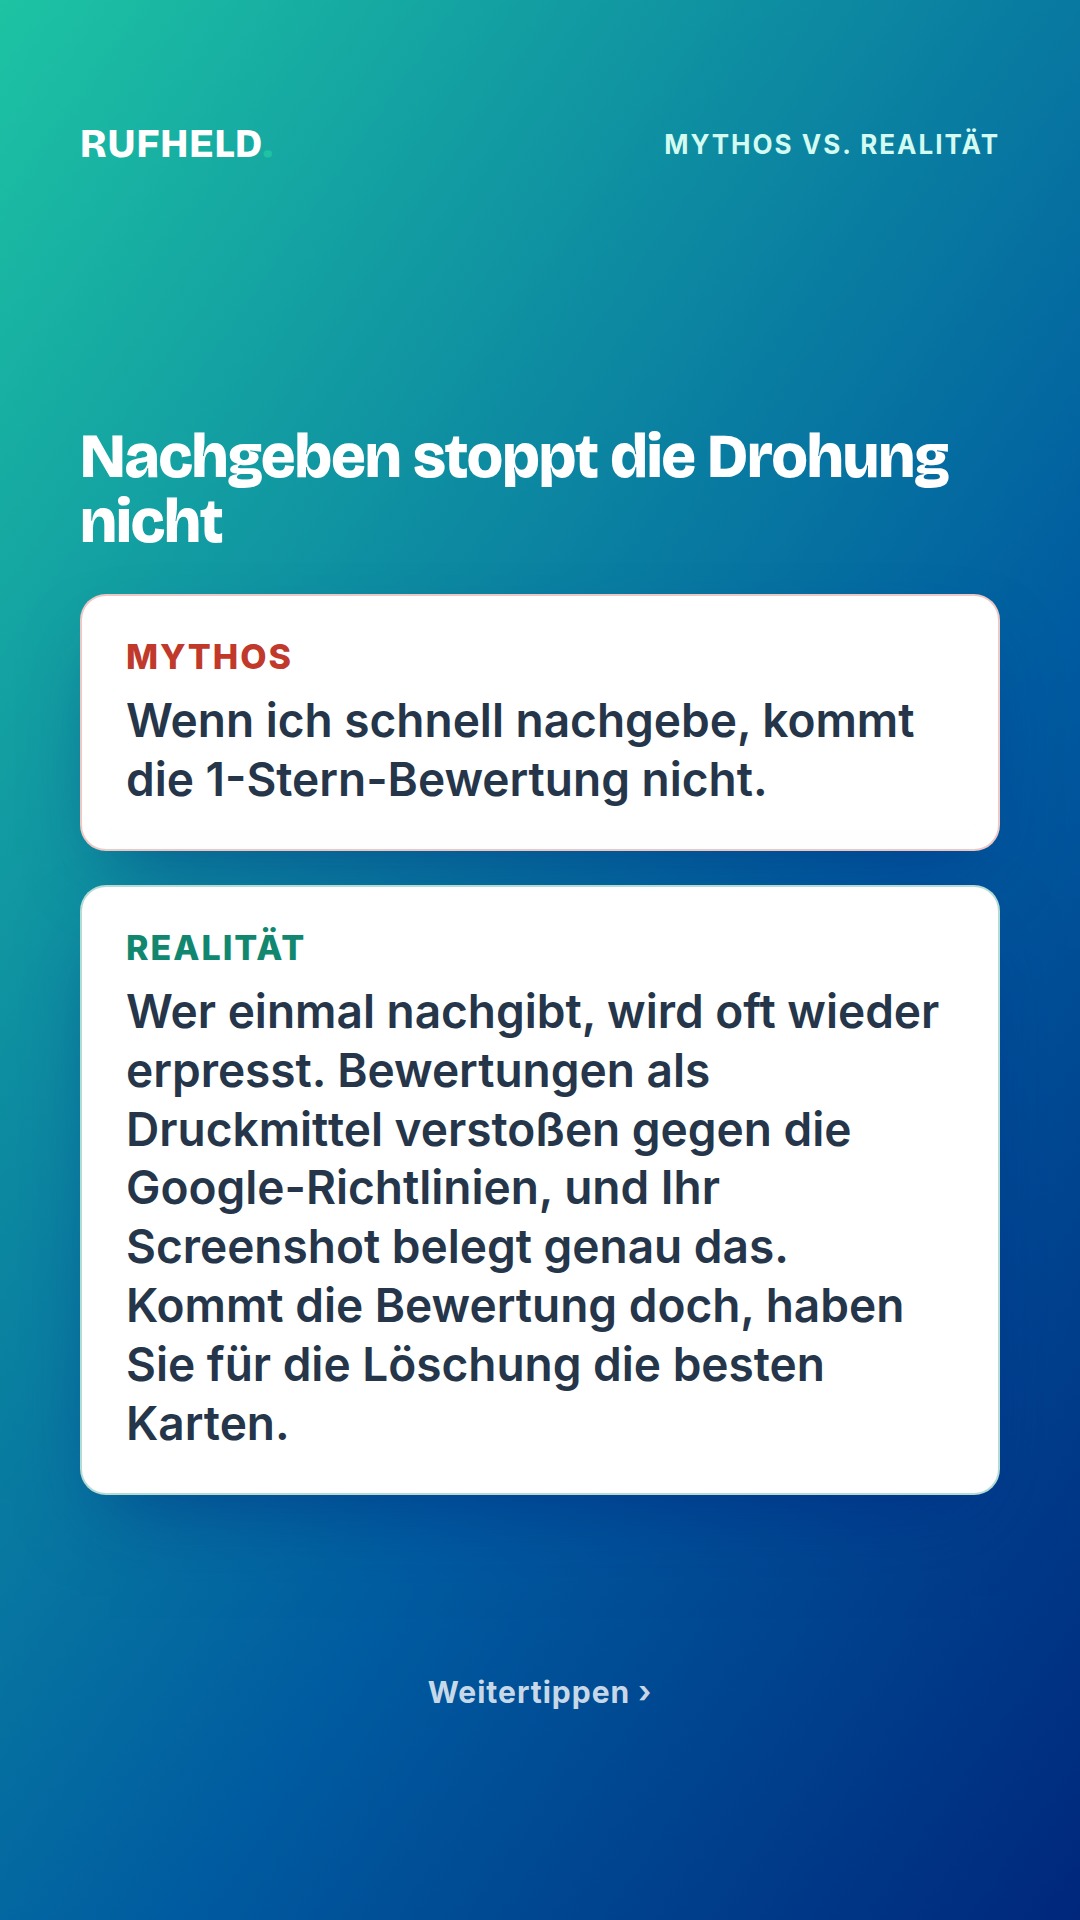 RUFHELD.
MYTHOS VS. REALITÄT
Nachgeben stoppt die Drohung
nicht
MYTHOS
Wenn ich schnell nachgebe, kommt
die 1-Stern-Bewertung nicht.
REALITÄT
Wer einmal nachgibt, wird oft wieder
erpresst. Bewertungen als
Druckmittel verstoßen gegen die
Google-Richtlinien, und Ihr
Screenshot belegt genau das.
Kommt die Bewertung doch, haben
Sie für die Löschung die besten
Karten.
Weitertippen ›